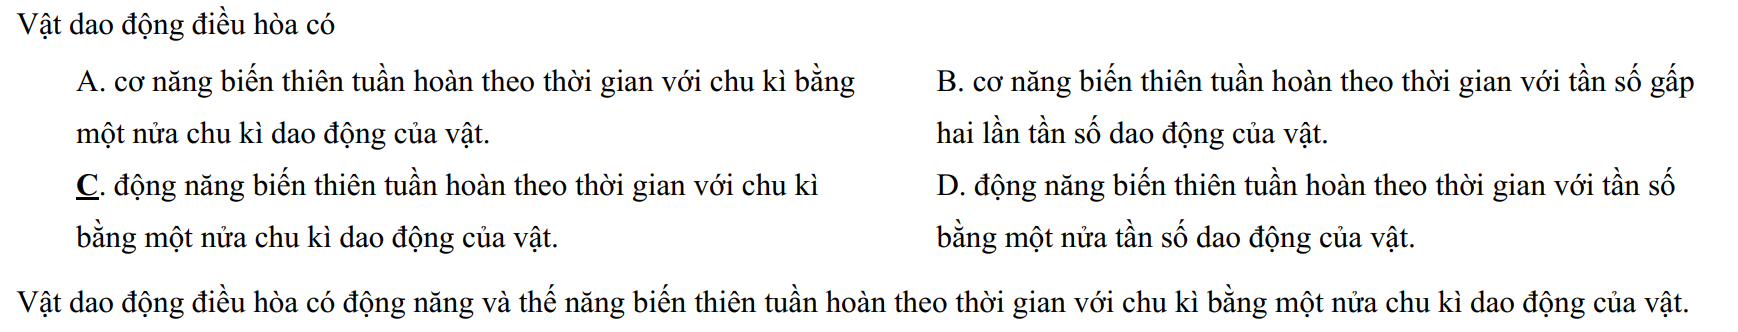 Vật dao động điều hòa có
A. cơ năng biến thiên tuần hoàn theo thời gian với chu kì bằng
một nửa chu kì dao động của vật.
B. cơ năng biến thiên tuần hoàn theo thời gian với tần số gấp
hai lần tần số dao động của vật.
C. động năng biến thiên tuần hoàn theo thời gian với chu kì
bằng một nửa chu kì dao động của vật.
D. động năng biến thiên tuần hoàn theo thời gian với tần số
bằng một nửa tần số dao động của vật.
Vật dao động điều hòa có động năng và thế năng biến thiên tuần hoàn theo thời gian với chu kì bằng một nửa chu kì dao động của vật.